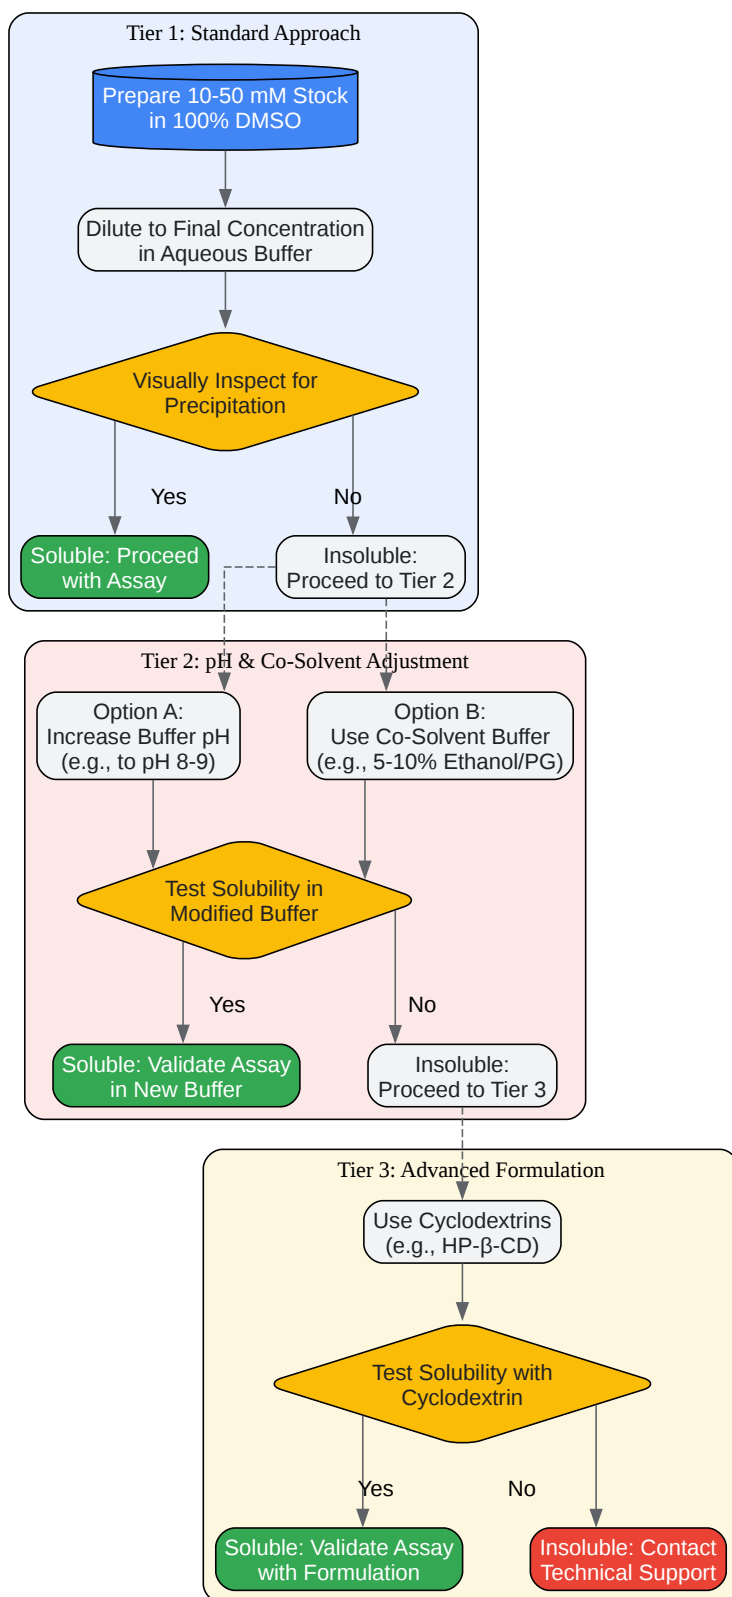 Tier 1: Standard Approach
Prepare 10-50 mM Stock
in 100% DMSO
Dilute to Final Concentration
in Aqueous Buffer
Visually Inspect for
Precipitation
Yes
No
Soluble: Proceed
with Assay
Insoluble:
Proceed to Tier 2
Tier 2: pH & Co-Solvent Adjustment
Option A:
Increase Buffer pH
(e.g., to pH 8-9)
Option B:
Use Co-Solvent Buffer
(e.g., 5-10% Ethanol/PG)
Test Solubility in
Modified Buffer
Yes
No
Soluble: Validate Assay
in New Buffer
Insoluble:
Proceed to Tier 3
Tier 3: Advanced Formulation
Use Cyclodextrins
(e.g., HP-β-CD)
Test Solubility with
Cyclodextrin
Yes
No
Soluble: Validate Assay
with Formulation
Insoluble: Contact
Technical Support